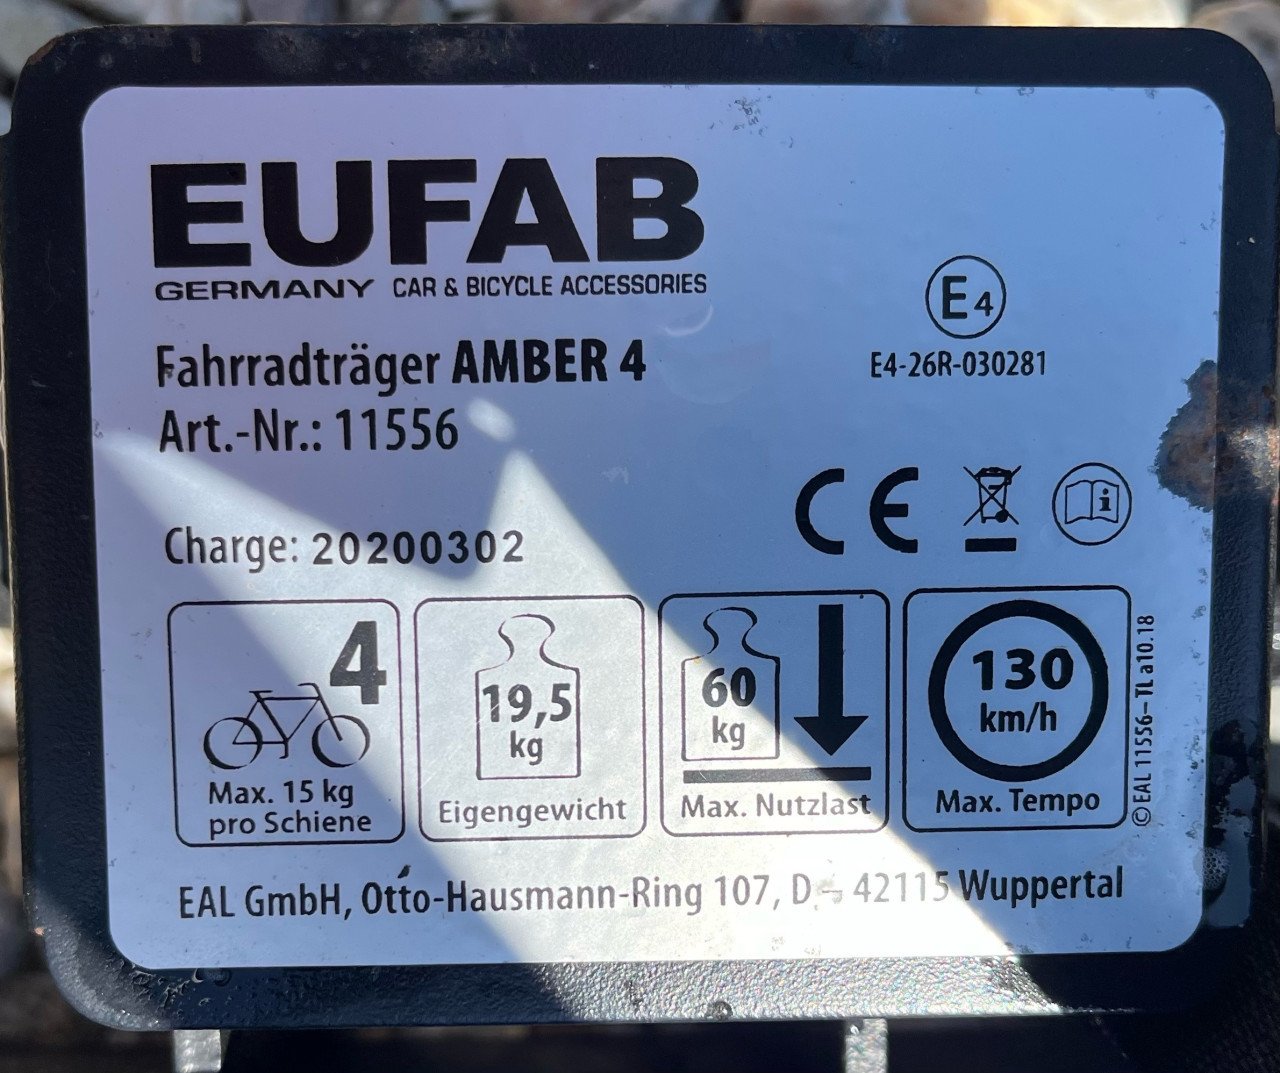 EUFAB
GERMANY CAR & BICYCLE ACCESSORIES
E4
E4-26R-030281
Fahrradträger AMBER 4
Art.-Nr.: 11556
CE
i
Charge: 20200302
4
Max. 15 kg
pro Schiene
19,5
kg
Eigengewicht
60
kg
Max. Nutzlast
130
km/h
Max. Tempo
© EAL 11556–TL a10.18
EAL GmbH, Otto-Hausmann-Ring 107, D – 42115 Wuppertal